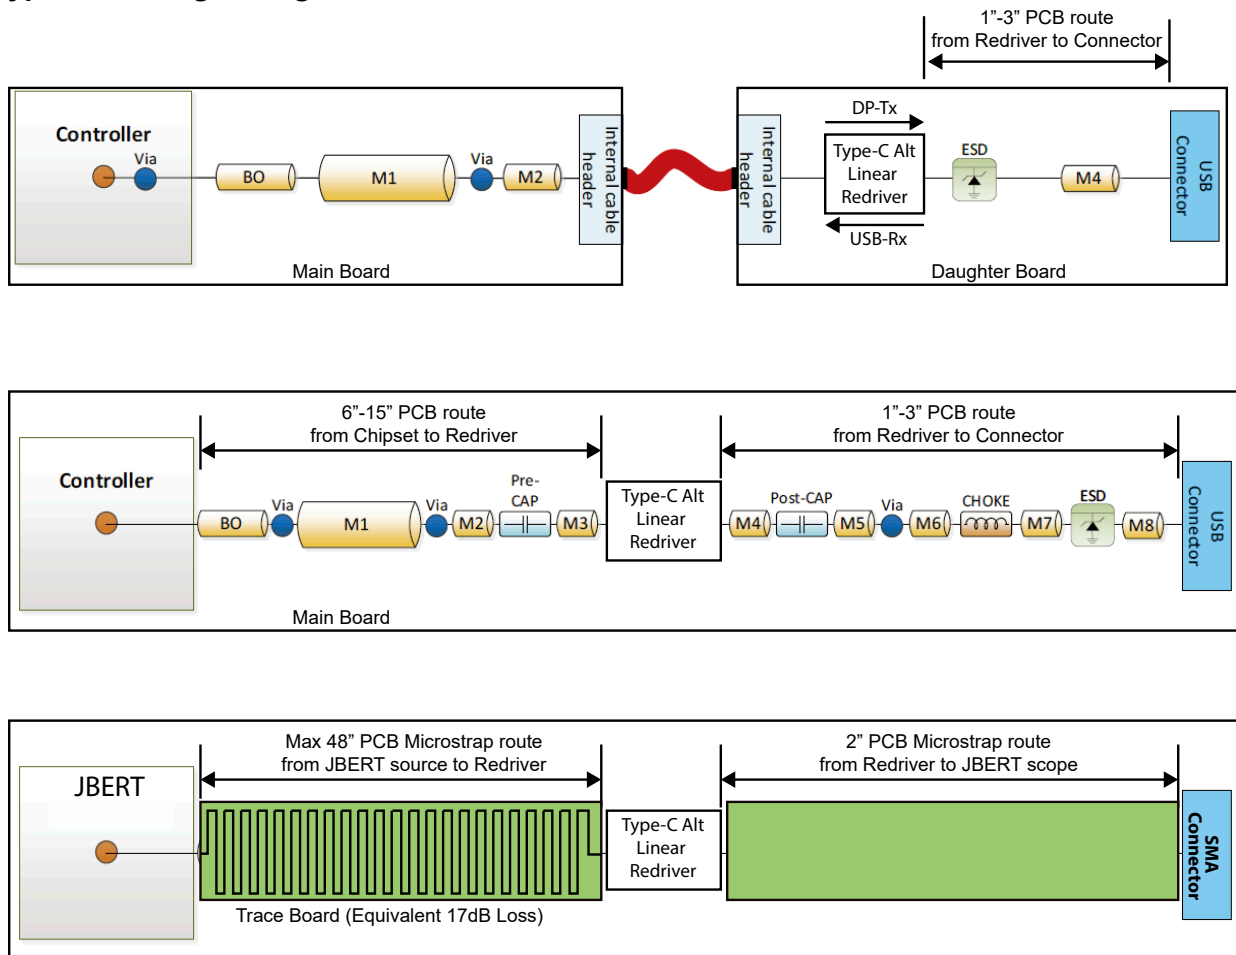 1”-3” PCB route
from Redriver to Connector
Controller
Via
BO
M1
Via
M2
Internal cable
header
Main Board
Internal cable
header
DP-Tx
Type-C Alt
Linear
Redriver
USB-Rx
ESD
M4
USB
Connector
Daughter Board
6”-15” PCB route
from Chipset to Redriver
1”-3” PCB route
from Redriver to Connector
Controller
BO
Via
M1
Via
M2
Pre-
CAP
M3
Type-C Alt
Linear
Redriver
M4
Post-CAP
M5
Via
M6
CHOKE
M7
ESD
M8
USB
Connector
Main Board
Max 48” PCB Microstrap route
from JBERT source to Redriver
2” PCB Microstrap route
from Redriver to JBERT scope
JBERT
Type-C Alt
Linear
Redriver
SMA
Connector
Trace Board (Equivalent 17dB Loss)